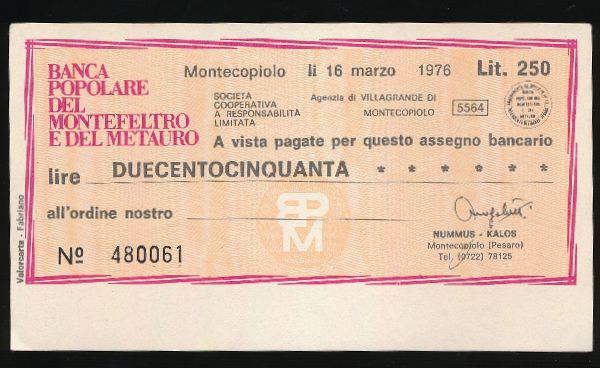 BANCA
POPOLARE
DEL
MONTEFELTRO
E DEL METAURO
Montecopiolo li 16 marzo 1976 Lit. 250
SOCIETÀ
COOPERATIVA
A RESPONSABILITÀ
LIMITATA
Agenzia di VILLAGRANDE DI
MONTECOPIOLO
5564
A vista pagate per questo assegno bancario
lire DUECENTOCINQUANTA * * * * * * *
all'ordine nostro
BPM
NUMMUS - KALOS
Montecopiolo (Pesaro)
Tel. (0722) 78125
Nº 480061
Valorcarta - Fabriano